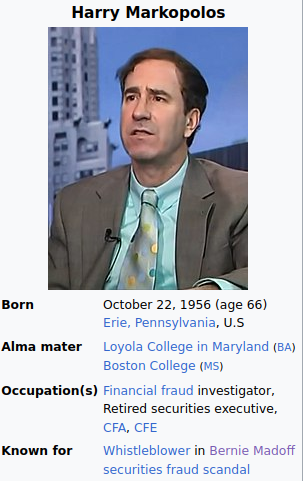 Harry Markopolos
Born October 22, 1956 (age 66)
Erie, Pennsylvania, U.S
Alma mater Loyola College in Maryland (BA)
Boston College (MS)
Occupation(s) Financial fraud investigator,
Retired securities executive,
CFA, CFE
Known for Whistleblower in Bernie Madoff
securities fraud scandal